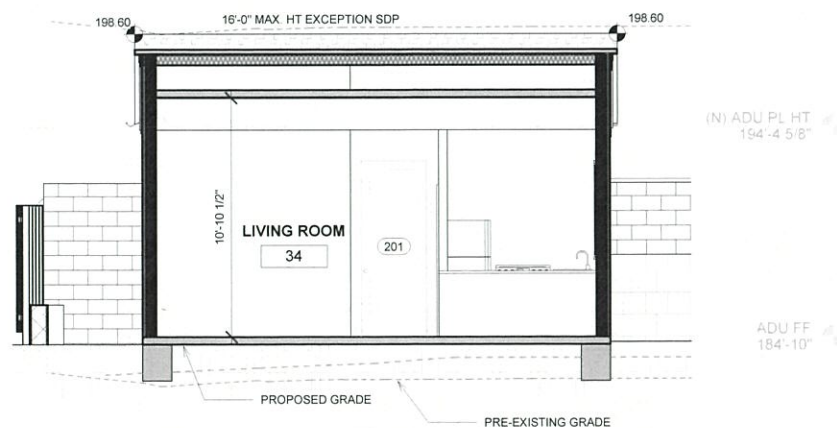 198.60
16'-0" MAX. HT EXCEPTION SDP
198.60
(N) ADU PL HT
194'-4 5/8"
10'-10 1/2"
LIVING ROOM
34
201
ADU FF
184'-10"
PROPOSED GRADE
PRE-EXISTING GRADE